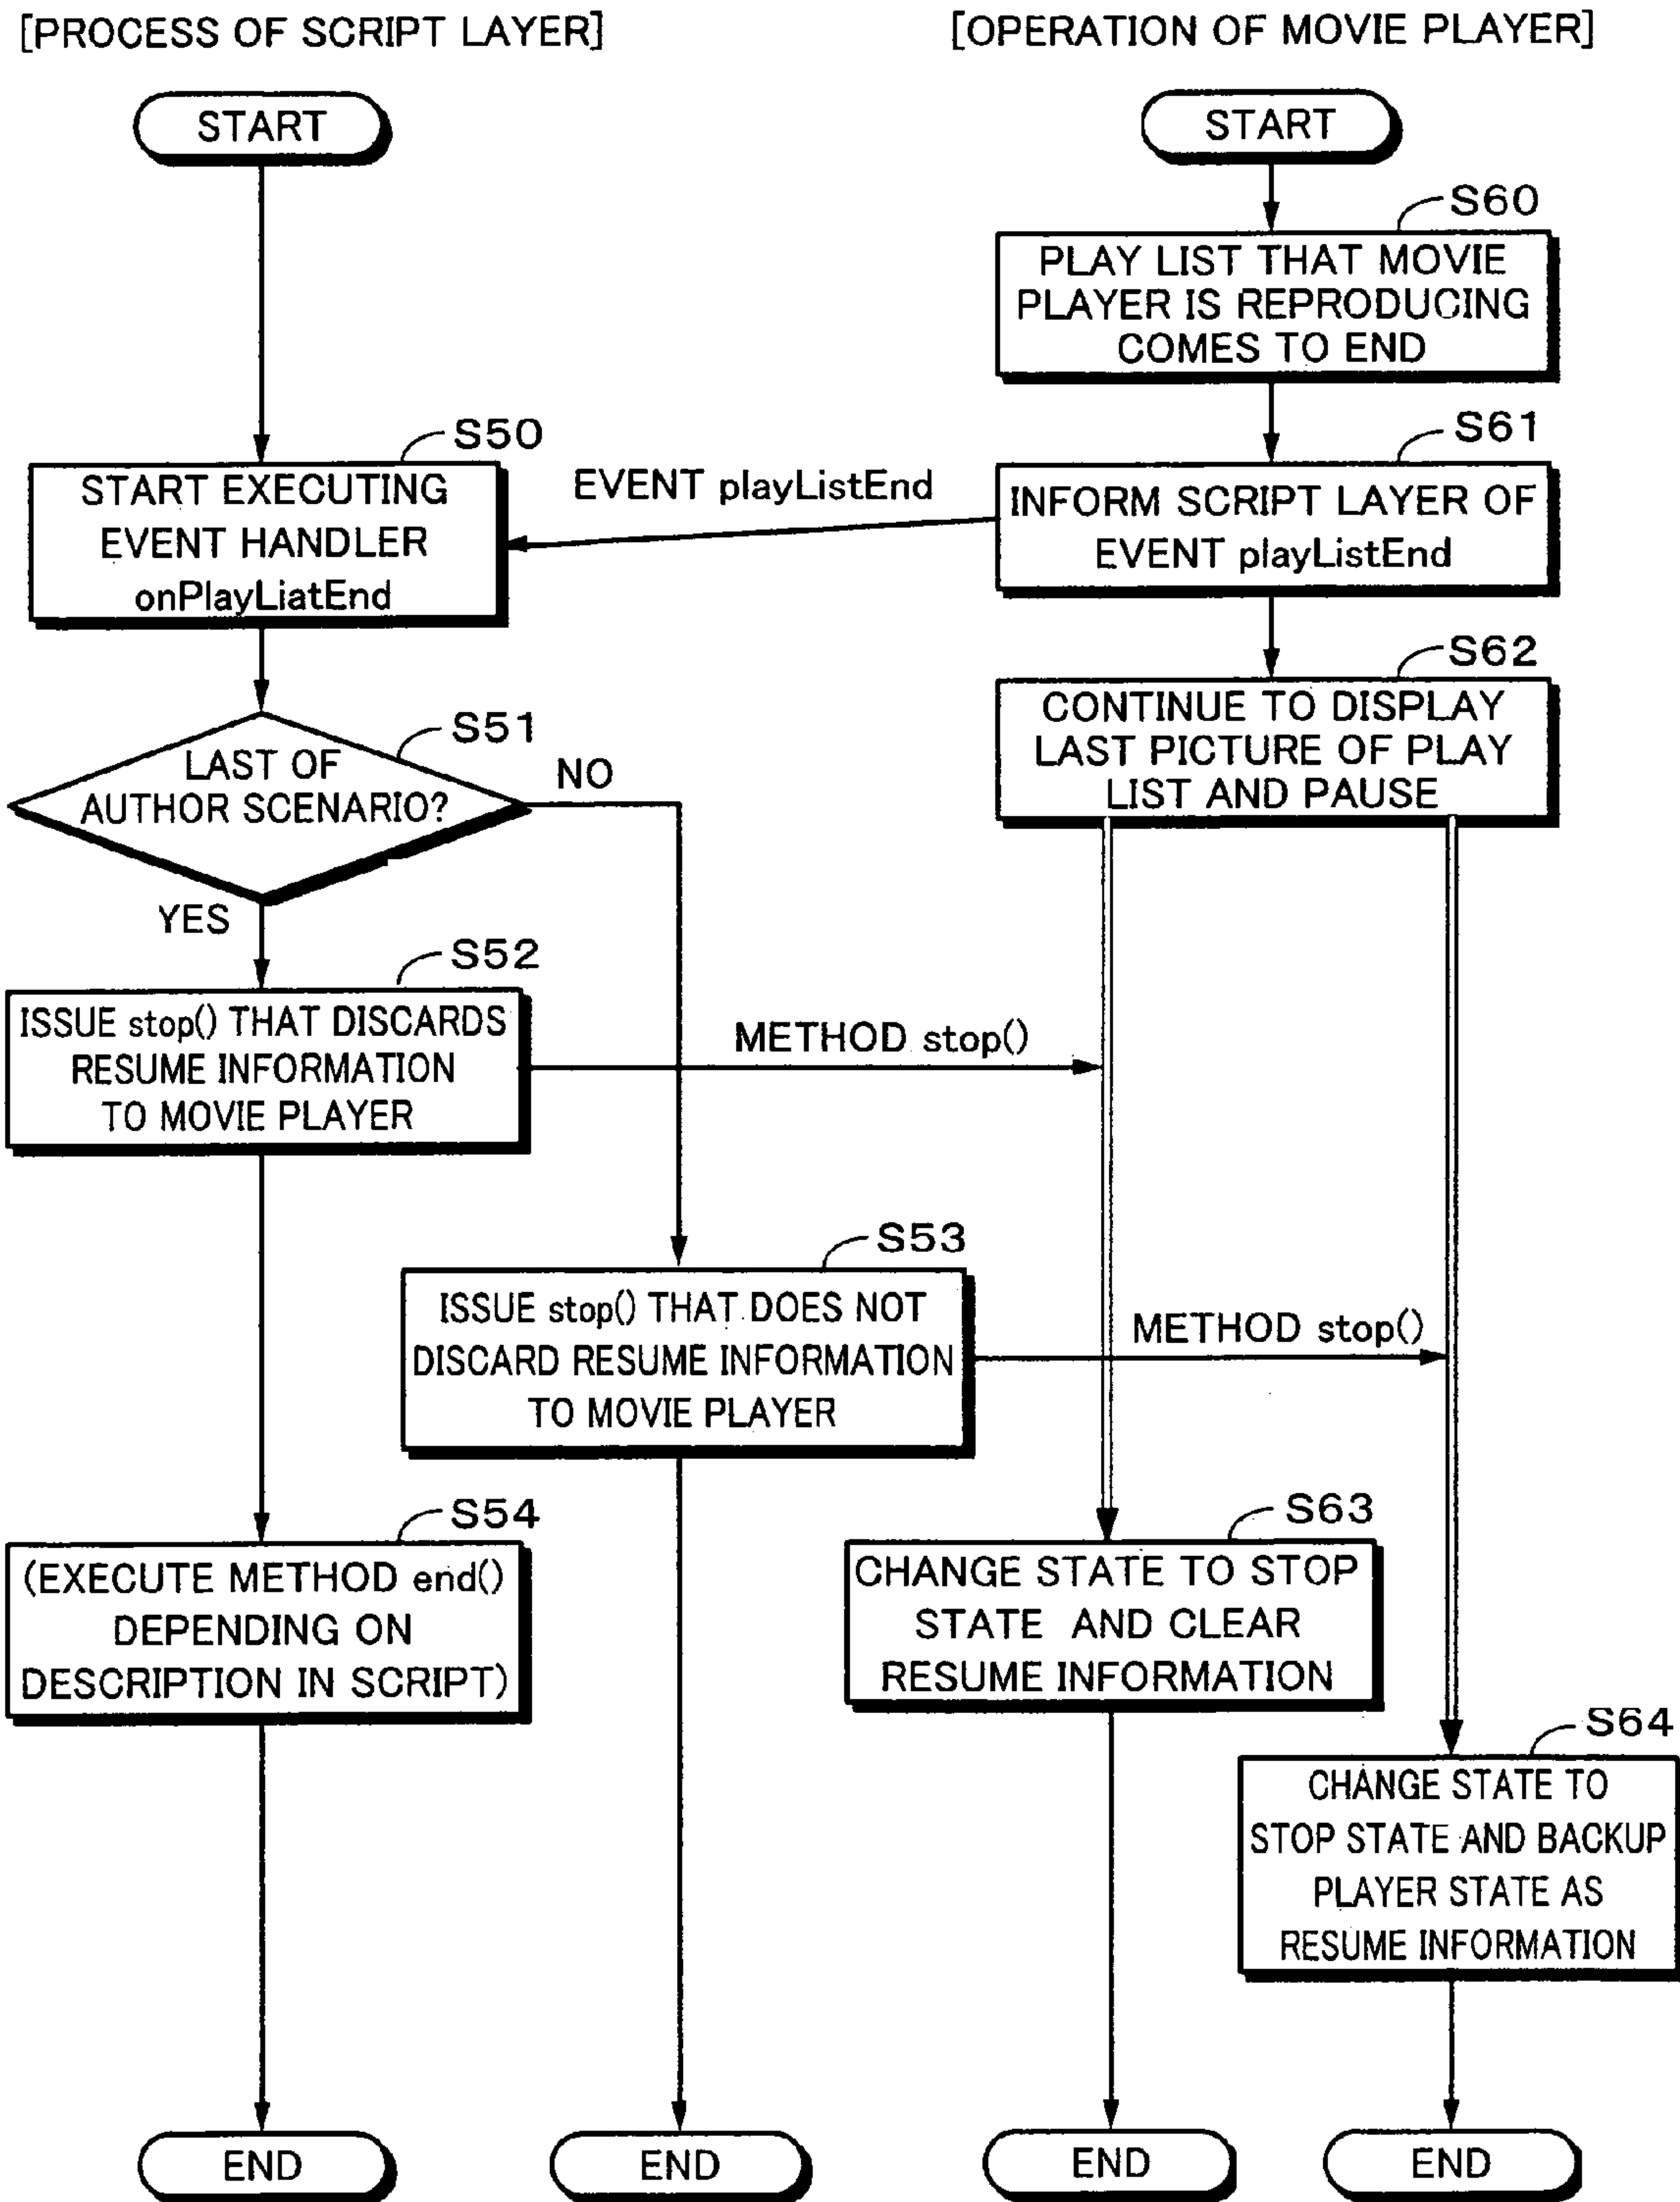 [PROCESS OF SCRIPT LAYER]
[OPERATION OF MOVIE PLAYER]
START
START
S60
PLAY LIST THAT MOVIE
PLAYER IS REPRODUCING
COMES TO END
S50
START EXECUTING
EVENT HANDLER
onPlayLiatEnd
EVENT playListEnd
S61
INFORM SCRIPT LAYER OF
EVENT playListEnd
S62
CONTINUE TO DISPLAY
LAST PICTURE OF PLAY
LIST AND PAUSE
S51
LAST OF
AUTHOR SCENARIO?
NO
YES
S52
ISSUE stop() THAT DISCARDS
RESUME INFORMATION
TO MOVIE PLAYER
METHOD stop()
S53
ISSUE stop() THAT DOES NOT
DISCARD RESUME INFORMATION
TO MOVIE PLAYER
METHOD stop()
S54
(EXECUTE METHOD end()
DEPENDING ON
DESCRIPTION IN SCRIPT)
S63
CHANGE STATE TO STOP
STATE AND CLEAR
RESUME INFORMATION
S64
CHANGE STATE TO
STOP STATE AND BACKUP
PLAYER STATE AS
RESUME INFORMATION
END
END
END
END